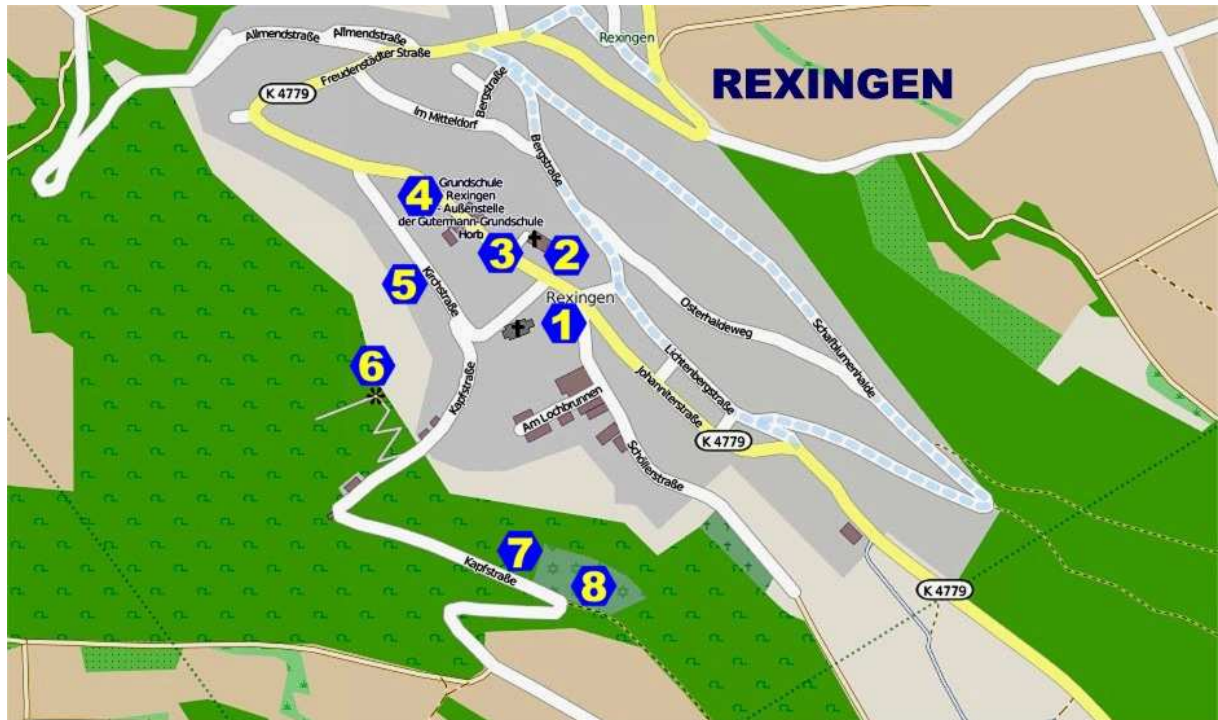 Allmendstraße
Allmendstraße
Freudenstädter Straße
Rexingen
REXINGEN
K 4779
Bergstraße
Im Mitteldorf
Bergstraße
4
Grundschule
Rexingen
- Außenstelle
der Gutermann-Grundschule
Horb
3
2
5
Kirchstraße
Rexingen
1
Osterhaldeweg
Schafblumenhalde
6
Kapfstraße
Lichtenbergstraße
Johanniterstraße
Am Lochbrunnen
K 4779
Schöllerstraße
7
Kapfstraße
8
K 4779